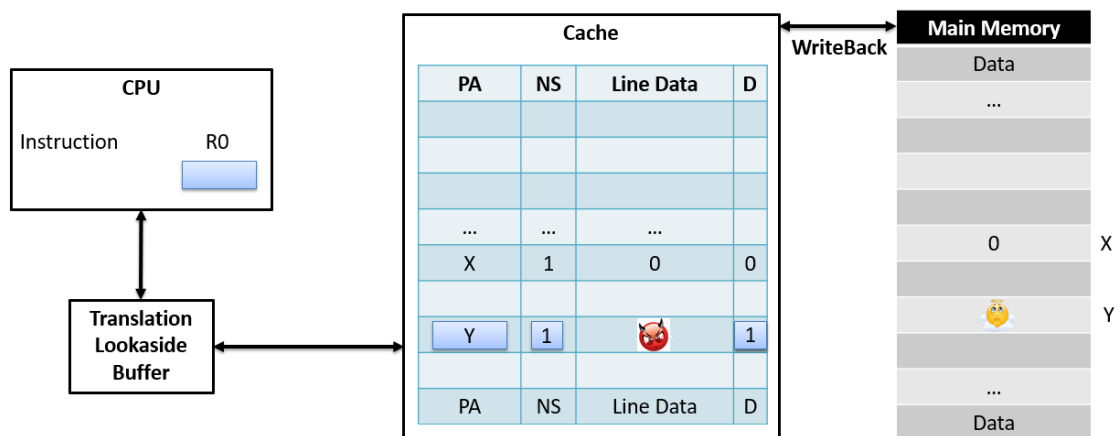 CPU
Instruction R0
Translation
Lookaside
Buffer
Cache
PA NS Line Data D
... ... ...
X 1 0 0
Y 1 1
PA NS Line Data D
WriteBack
Main Memory
Data
...
0 X
Y
...
Data